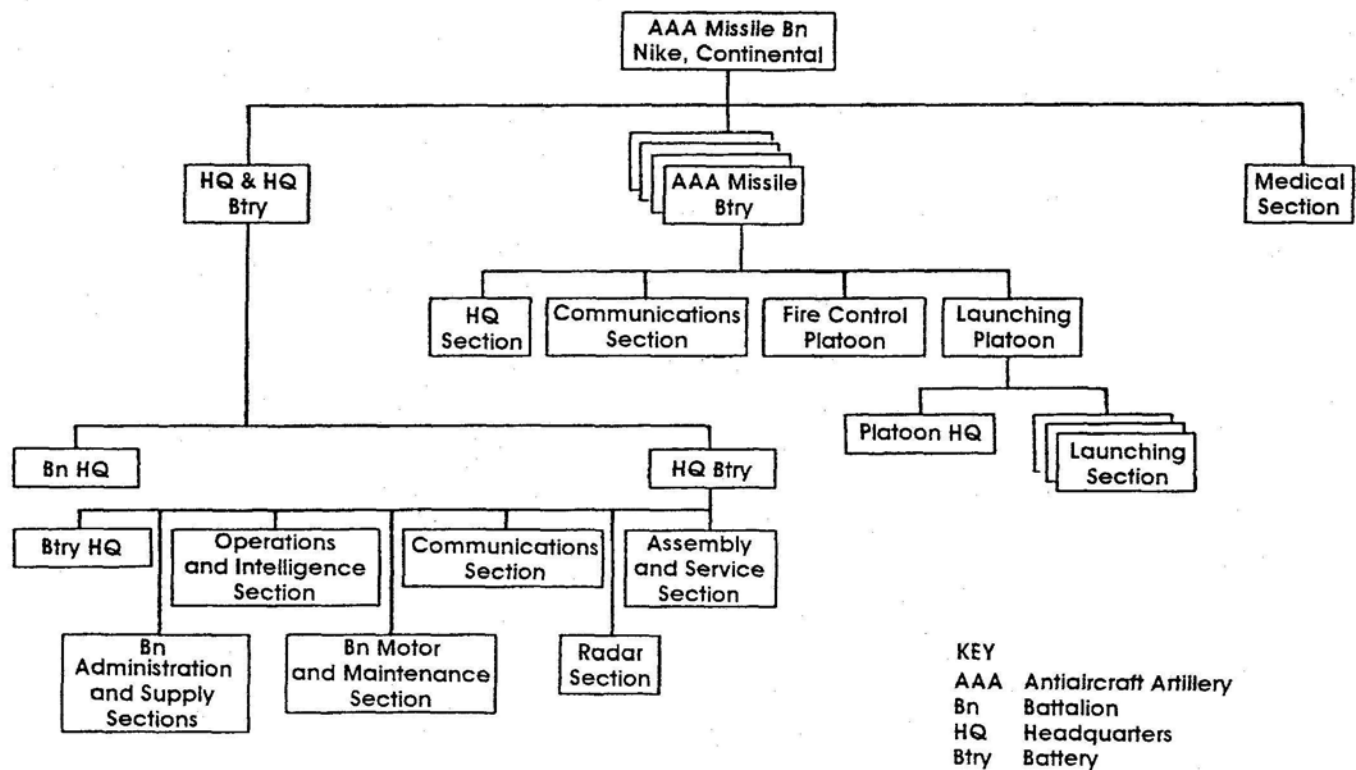 AAA Missile Bn
Nike, Continental
HQ & HQ
Btry
AAA Missile
Btry
Medical
Section
HQ
Section
Communications
Section
Fire Control
Platoon
Launching
Platoon
Platoon HQ
Launching
Section
Bn HQ
HQ Btry
Btry HQ
Operations
and Intelligence
Section
Communications
Section
Assembly
and Service
Section
Bn
Administration
and Supply
Sections
Bn Motor
and Maintenance
Section
Radar
Section
KEY
AAA Antiaircraft Artillery
Bn Battalion
HQ Headquarters
Btry Battery